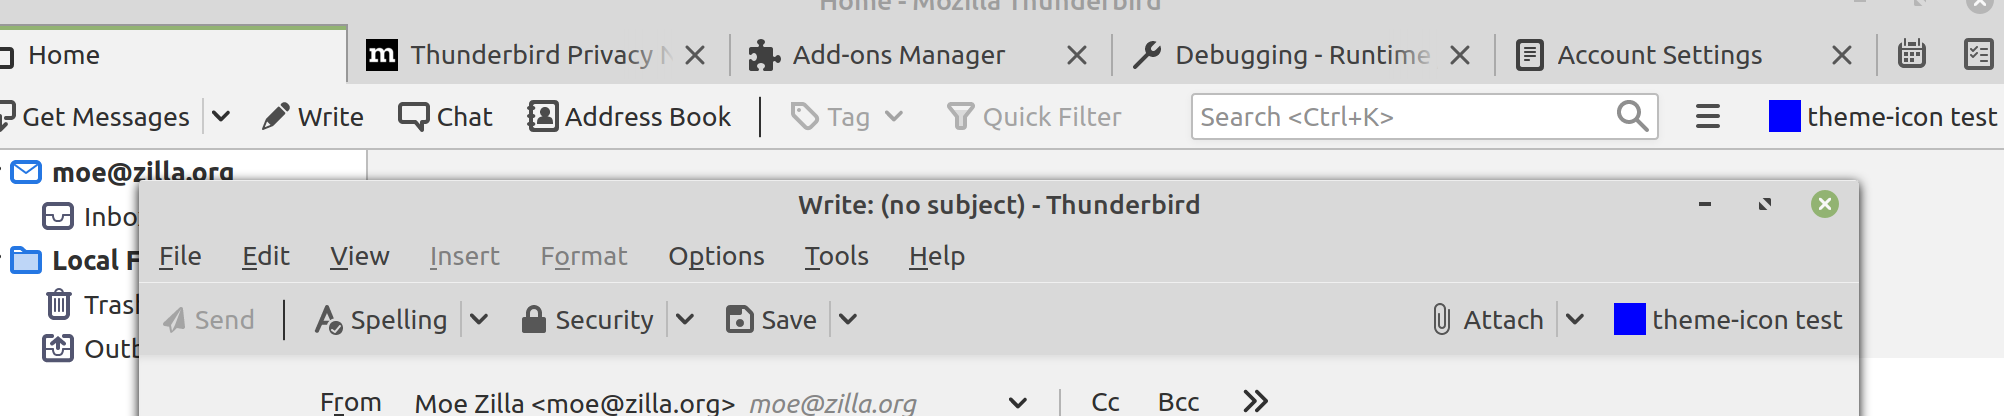 Home - Mozilla Thunderbird
Home Thunderbird Privacy Add-ons Manager Debugging - Runtime Account Settings
Get Messages Write Chat Address Book Tag Quick Filter Search <Ctrl+K> theme-icon test
moe@zilla.org
Write: (no subject) - Thunderbird
Inbo
File Edit View Insert Format Options Tools Help
Local F
Tras
Send Spelling Security Save Attach theme-icon test
Outb
From Moe Zilla <moe@zilla.org> moe@zilla.org Cc Bcc